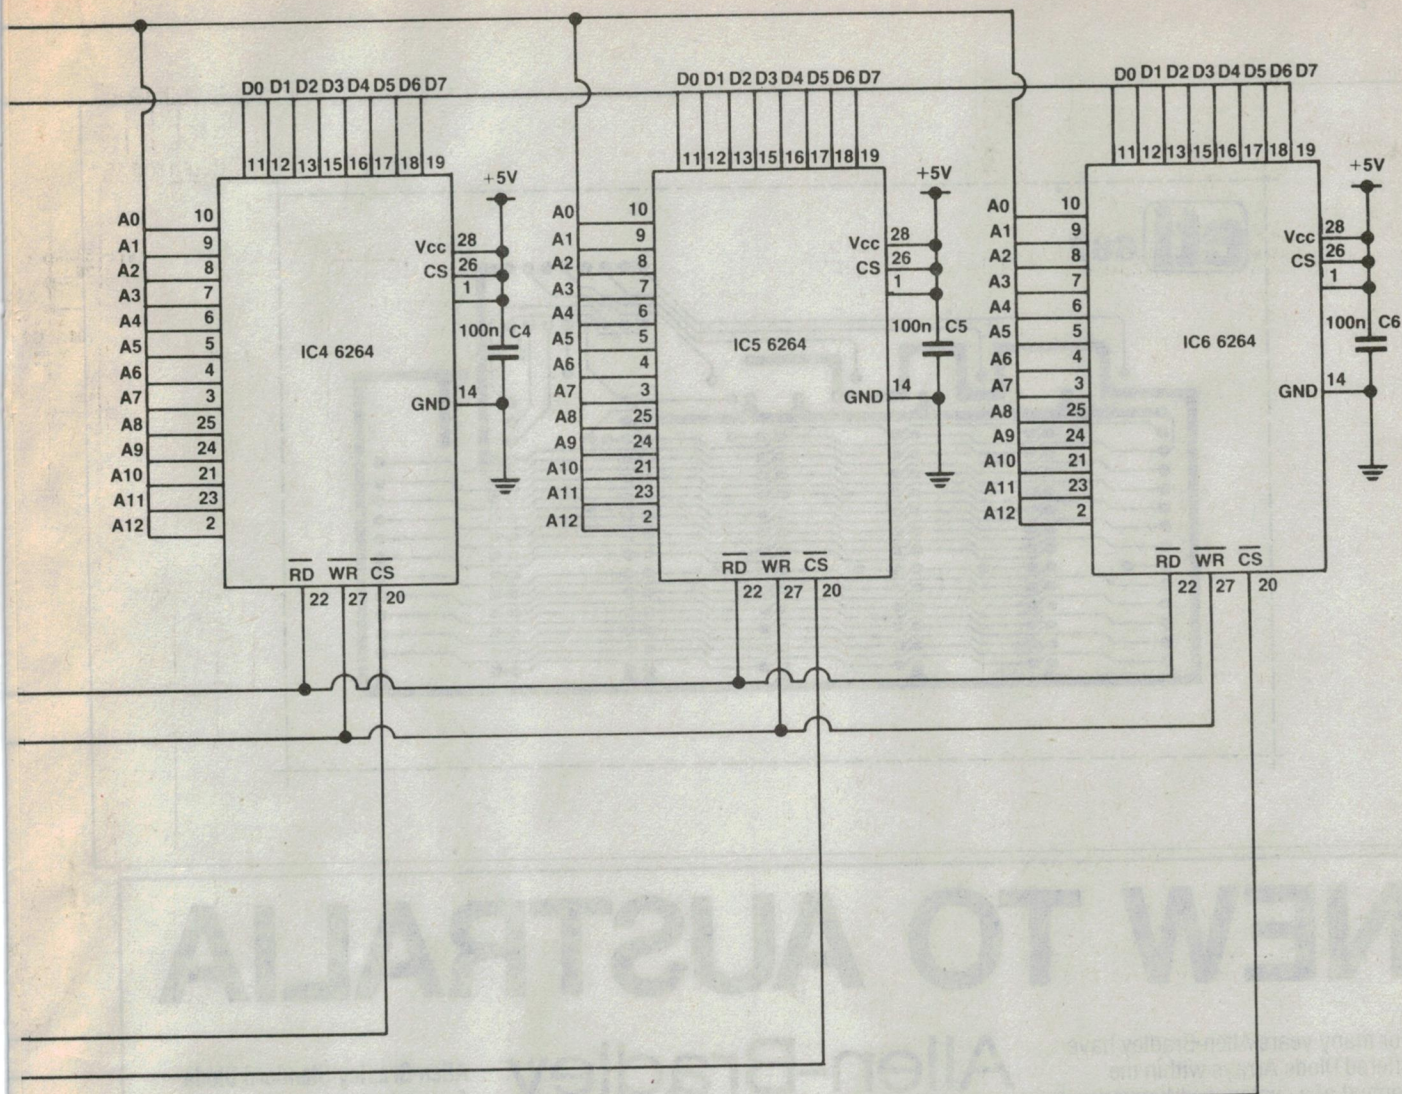 D0 D1 D2 D3 D4 D5 D6 D7
11 12 13 15 16 17 18 19
+5V
A0 10
A1 9
A2 8
A3 7
A4 6
A5 5
A6 4
A7 3
A8 25
A9 24
A10 21
A11 23
A12 2
Vcc 28
CS 26
1
100n C4
IC4 6264
GND 14
RD WR CS
22 27 20
D0 D1 D2 D3 D4 D5 D6 D7
11 12 13 15 16 17 18 19
+5V
A0 10
A1 9
A2 8
A3 7
A4 6
A5 5
A6 4
A7 3
A8 25
A9 24
A10 21
A11 23
A12 2
Vcc 28
CS 26
1
100n C5
IC5 6264
GND 14
RD WR CS
22 27 20
D0 D1 D2 D3 D4 D5 D6 D7
11 12 13 15 16 17 18 19
+5V
A0 10
A1 9
A2 8
A3 7
A4 6
A5 5
A6 4
A7 3
A8 25
A9 24
A10 21
A11 23
A12 2
Vcc 28
CS 26
1
100n C6
IC6 6264
GND 14
RD WR CS
22 27 20
NEW TO AUSTRALIA
Allen-Bradley